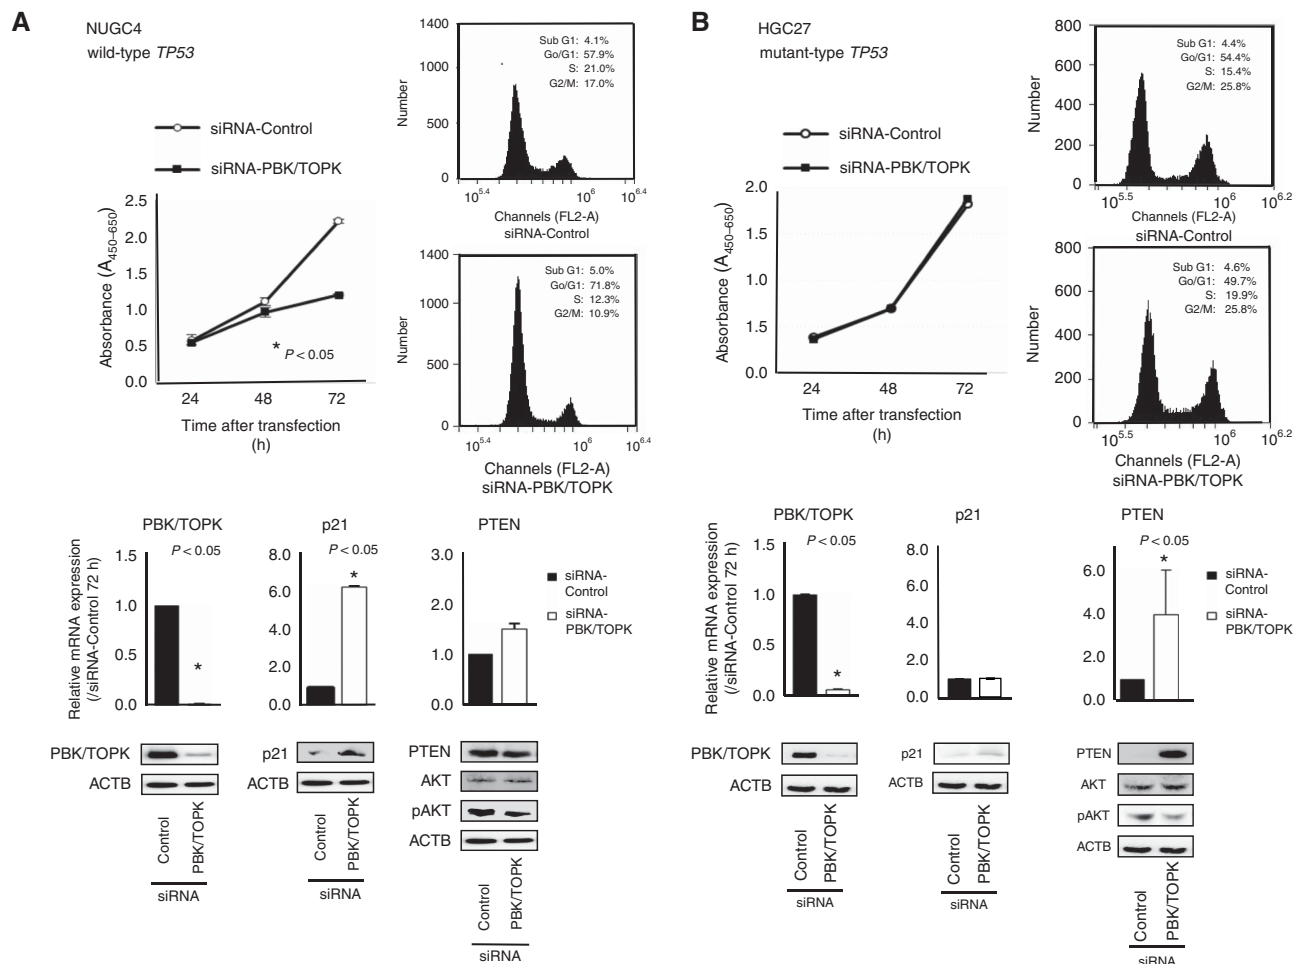 A
NUGC4
wild-type TP53
siRNA-Control
siRNA-PBK/TOPK
Absorbance (A450–650)
2.5
2.0
1.5
1.0
0.5
0.0
* P < 0.05
24 48 72
Time after transfection
(h)
Number
1400
1000
500
0
Sub G1: 4.1%
Go/G1: 57.9%
S: 21.0%
G2/M: 17.0%
10^5.4 10^6 10^6.4
Channels (FL2-A)
siRNA-Control
Number
1400
1000
500
0
Sub G1: 5.0%
Go/G1: 71.8%
S: 12.3%
G2/M: 10.9%
10^5.4 10^6 10^6.4
Channels (FL2-A)
siRNA-PBK/TOPK
Relative mRNA expression
(/siRNA-Control 72 h)
PBK/TOPK
P < 0.05
1.5
1.0
0.5
0.0
*
p21
P < 0.05
8.0
6.0
4.0
2.0
0.0
*
PTEN
3.0
2.0
1.0
0.0
siRNA-
Control
siRNA-
PBK/TOPK
PBK/TOPK
ACTB
Control
PBK/TOPK
siRNA
p21
ACTB
Control
PBK/TOPK
siRNA
PTEN
AKT
pAKT
ACTB
Control
PBK/TOPK
siRNA
B
HGC27
mutant-type TP53
siRNA-Control
siRNA-PBK/TOPK
Absorbance (A450–650)
2.0
1.5
1.0
1.5
0.0
24 48 72
Time after transfection
(h)
Number
800
600
400
200
0
Sub G1: 4.4%
Go/G1: 54.4%
S: 15.4%
G2/M: 25.8%
10^5.5 10^6 10^6.2
Channels (FL2-A)
siRNA-Control
Number
800
600
400
200
0
Sub G1: 4.6%
Go/G1: 49.7%
S: 19.9%
G2/M: 25.8%
10^5.5 10^6 10^6.2
Channels (FL2-A)
siRNA-PBK/TOPK
Relative mRNA expression
(/siRNA-Control 72 h)
PBK/TOPK
P < 0.05
1.5
1.0
0.5
0.0
*
p21
8.0
6.0
4.0
2.0
0.0
PTEN
P < 0.05
*
6.0
4.0
2.0
0.0
siRNA-
Control
siRNA-
PBK/TOPK
PBK/TOPK
ACTB
Control
PBK/TOPK
siRNA
p21
ACTB
Control
PBK/TOPK
siRNA
PTEN
AKT
pAKT
ACTB
Control
PBK/TOPK
siRNA